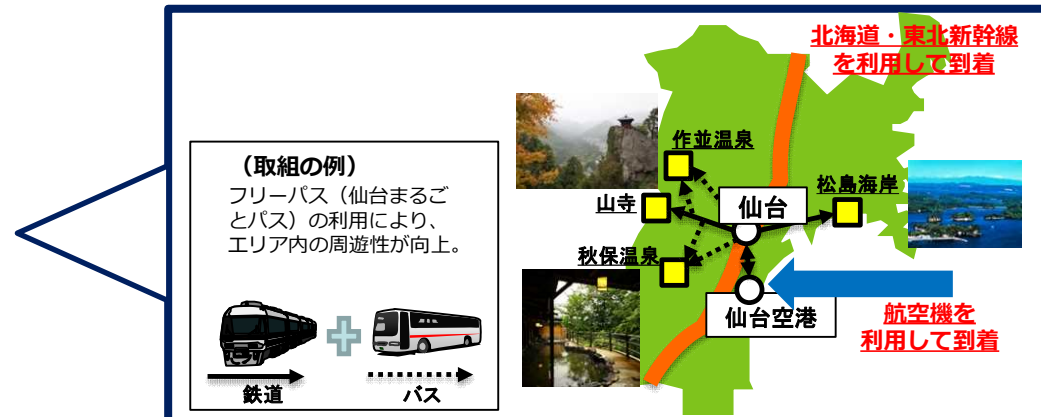 （取組の例）
フリーパス（仙台まるご
とパス）の利用により、
エリア内の周遊性が向上。
鉄道
バス
北海道・東北新幹線
を利用して到着
作並温泉
山寺
仙台
松島海岸
秋保温泉
仙台空港
航空機を
利用して到着